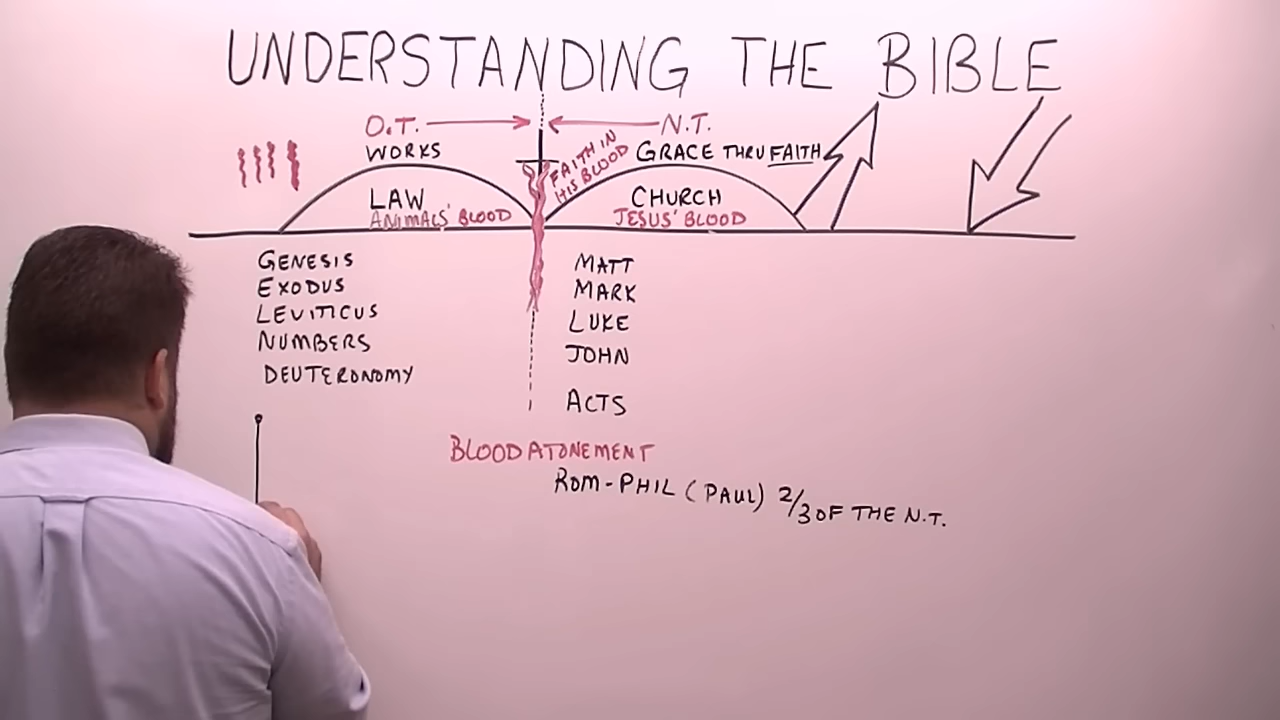 UNDERSTANDING THE BIBLE
O.T. N.T.
WORKS
FAITH IN
HIS BLOOD
GRACE THRU FAITH
LAW
ANIMALS' BLOOD
CHURCH
JESUS' BLOOD
GENESIS
EXODUS
LEVITICUS
NUMBERS
DEUTERONOMY
MATT
MARK
LUKE
JOHN
ACTS
BLOOD ATONEMENT
ROM-PHIL (PAUL) 2/3 OF THE N.T.